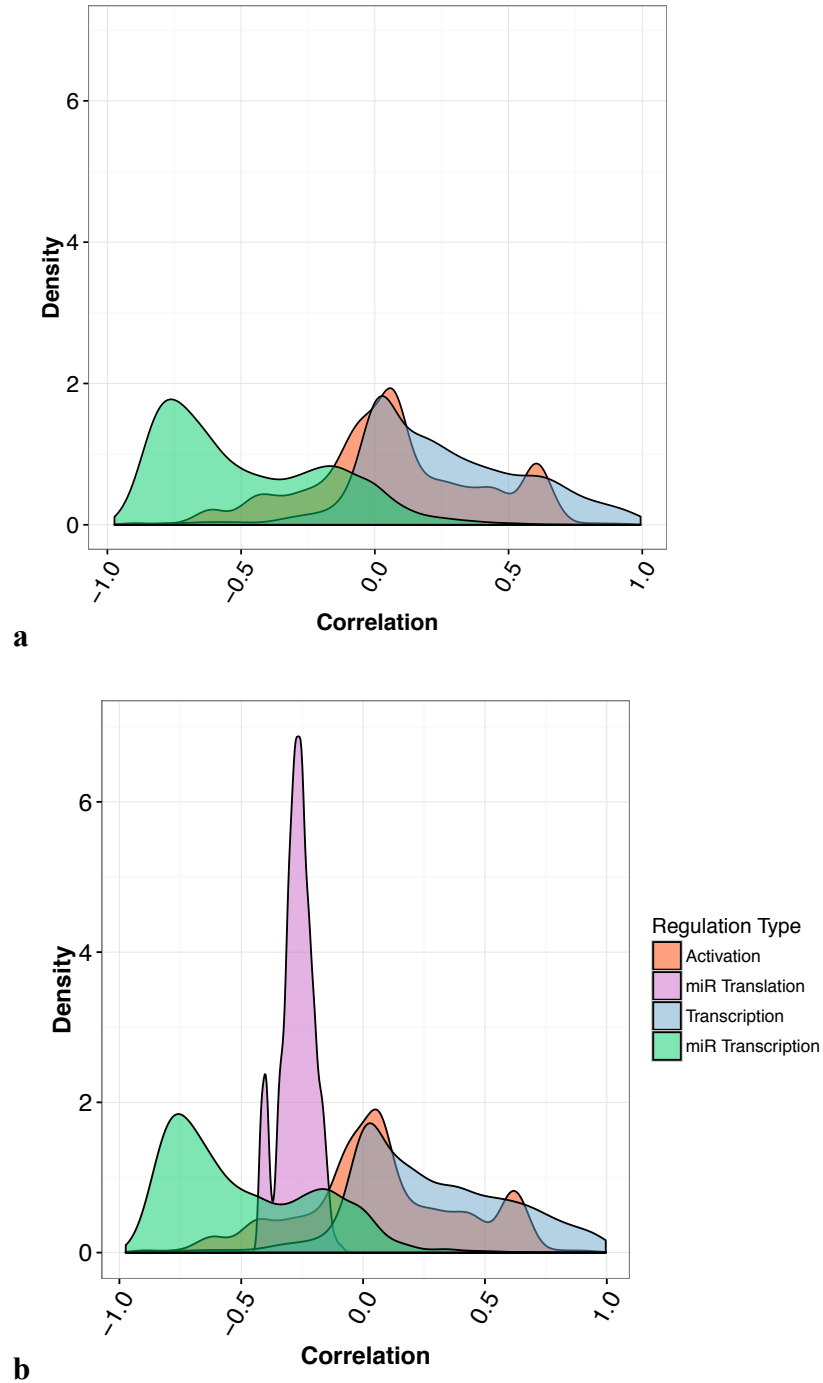 6
4
2
0
Density
−1.0
−0.5
0.0
0.5
1.0
Correlation
a
6
4
2
0
Density
−1.0
−0.5
0.0
0.5
1.0
Correlation
Regulation Type
Activation
miR Translation
Transcription
miR Transcription
b